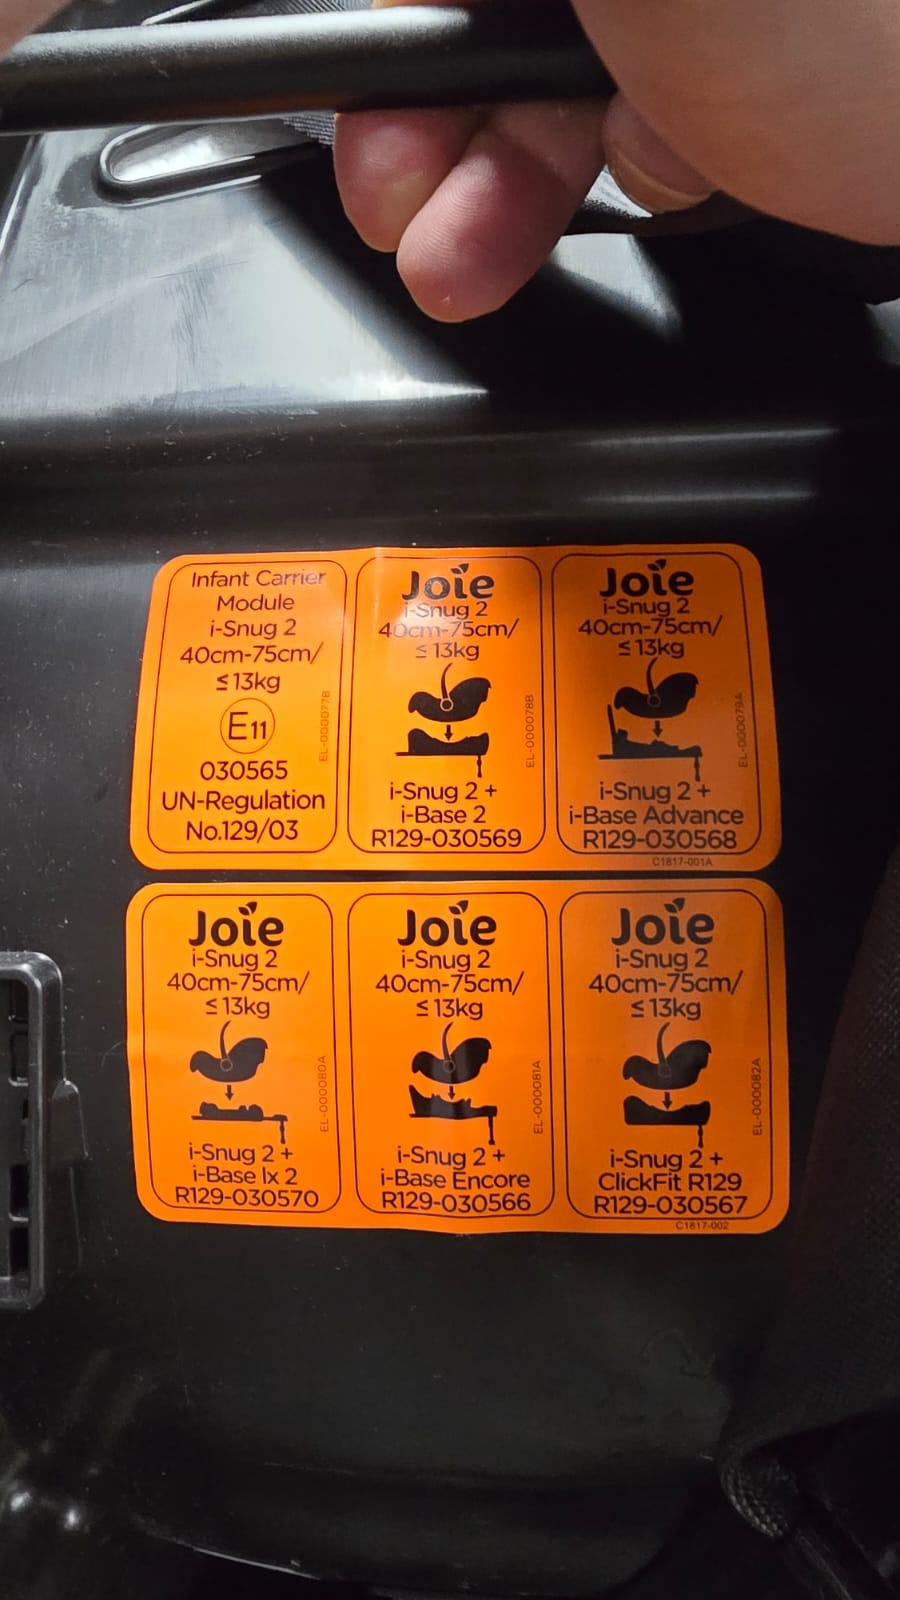 Infant Carrier
Module
i-Snug 2
40cm-75cm/
≤13kg
E11
030565
UN-Regulation
No.129/03
EL-000077B
Joie
i-Snug 2
40cm-75cm/
≤13kg
i-Snug 2 +
i-Base 2
R129-030569
EL-000078B
Joie
i-Snug 2
40cm-75cm/
≤13kg
i-Snug 2 +
i-Base Advance
R129-030568
EL-000079A
C1817-001A
Joie
i-Snug 2
40cm-75cm/
≤13kg
i-Snug 2 +
i-Base lx 2
R129-030570
EL-000080A
Joie
i-Snug 2
40cm-75cm/
≤13kg
i-Snug 2 +
i-Base Encore
R129-030566
EL-000081A
Joie
i-Snug 2
40cm-75cm/
≤13kg
i-Snug 2 +
ClickFit R129
R129-030567
EL-000082A
C1817-002